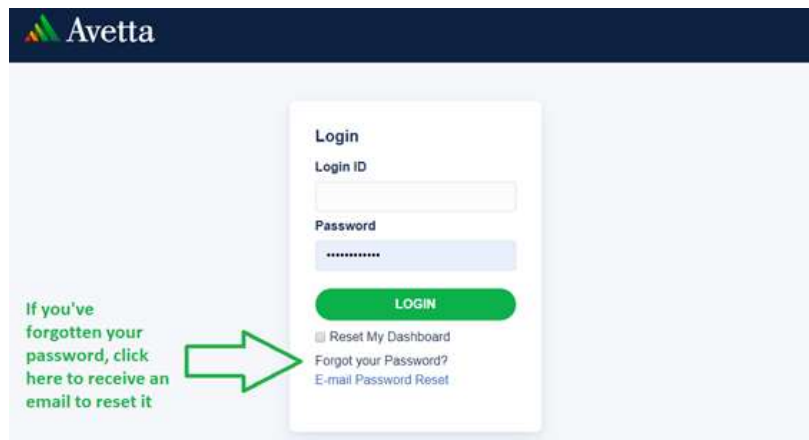 Avetta
Login
Login ID
Password
••••••••••••
LOGIN
Reset My Dashboard
Forgot your Password?
E-mail Password Reset
If you've
forgotten your
password, click
here to receive an
email to reset it